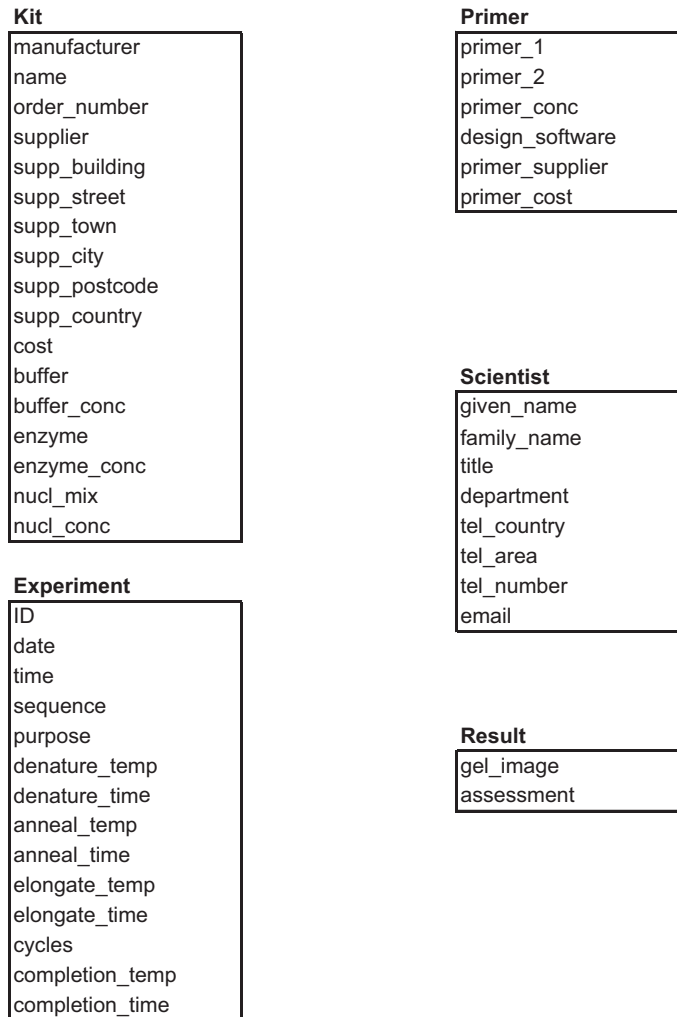 Kit
manufacturer
name
order_number
supplier
supp_building
supp_street
supp_town
supp_city
supp_postcode
supp_country
cost
buffer
buffer_conc
enzyme
enzyme_conc
nucl_mix
nucl_conc
Experiment
ID
date
time
sequence
purpose
denature_temp
denature_time
anneal_temp
anneal_time
elongate_temp
elongate_time
cycles
completion_temp
completion_time
Primer
primer_1
primer_2
primer_conc
design_software
primer_supplier
primer_cost
Scientist
given_name
family_name
title
department
tel_country
tel_area
tel_number
email
Result
gel_image
assessment